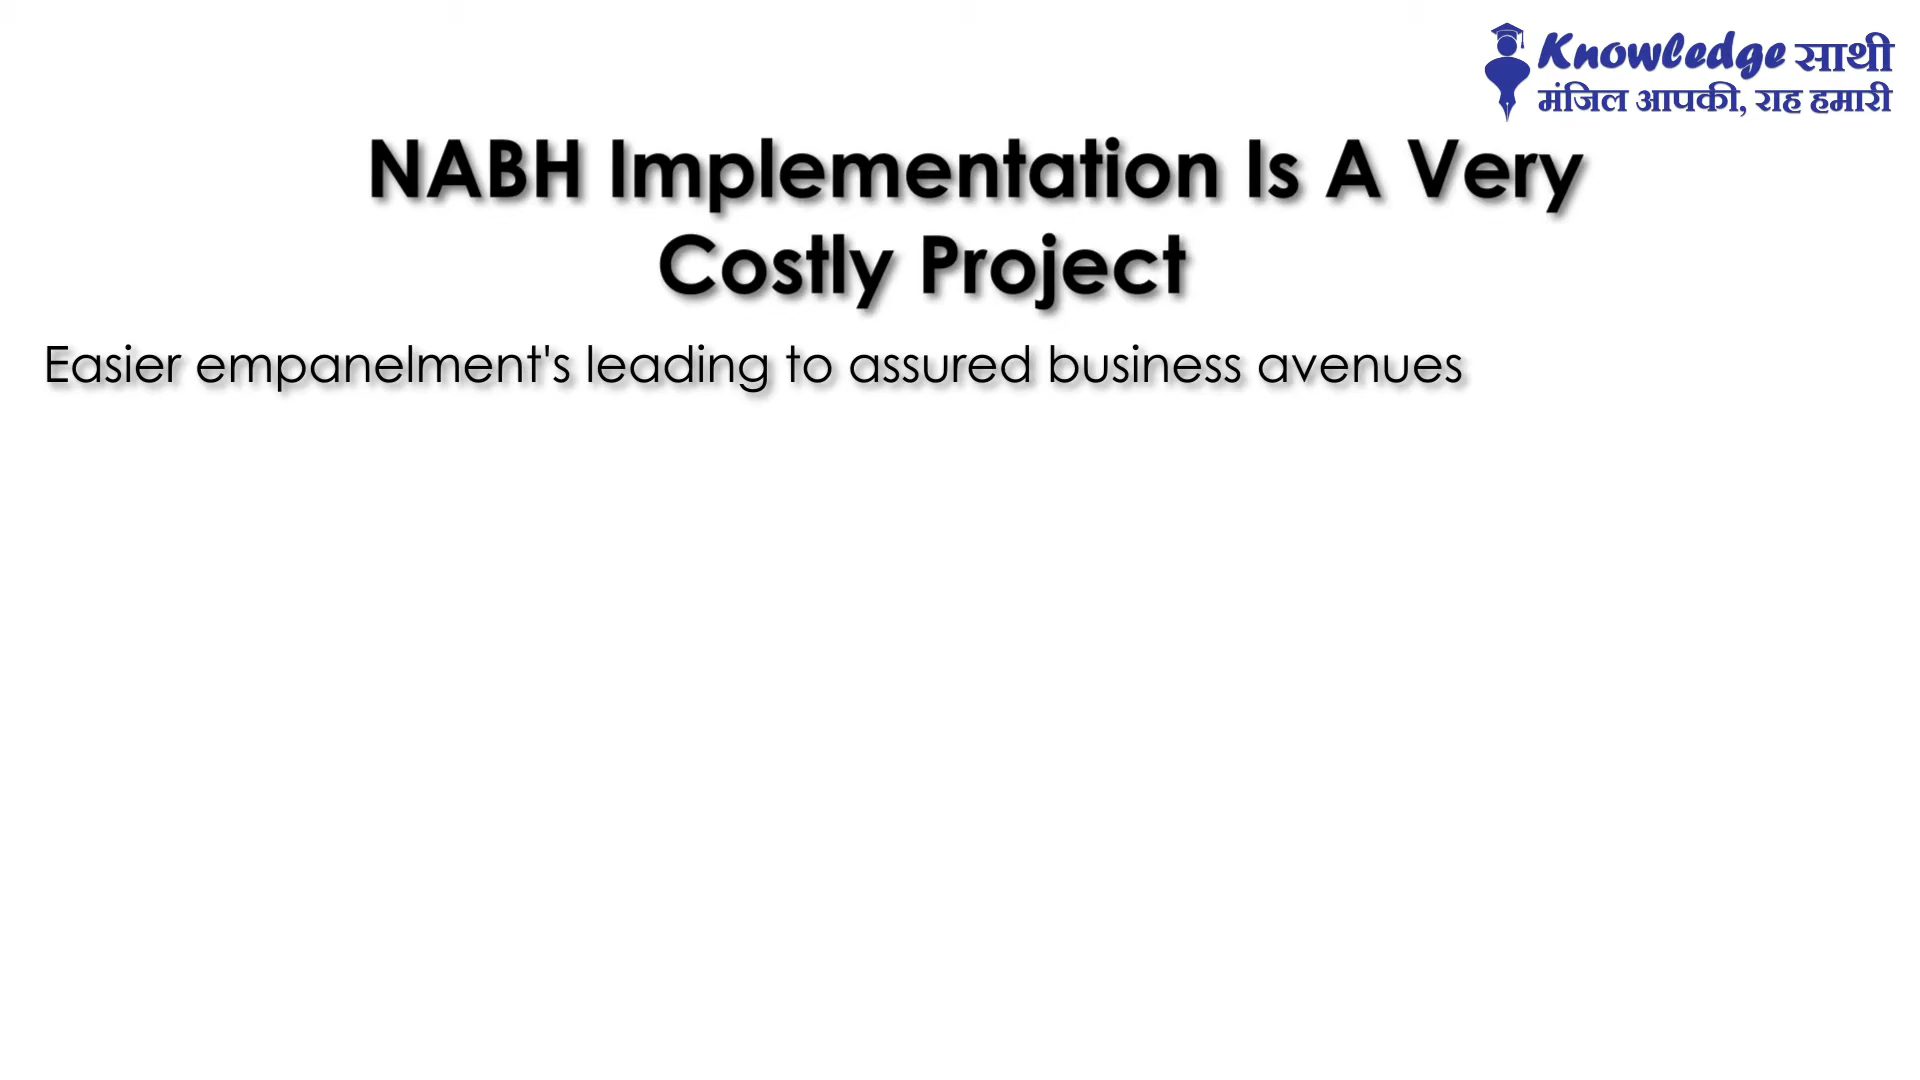 Knowledge साथी
मंजिल आपकी, राह हमारी
NABH Implementation Is A Very
Costly Project
Easier empanelment's leading to assured business avenues